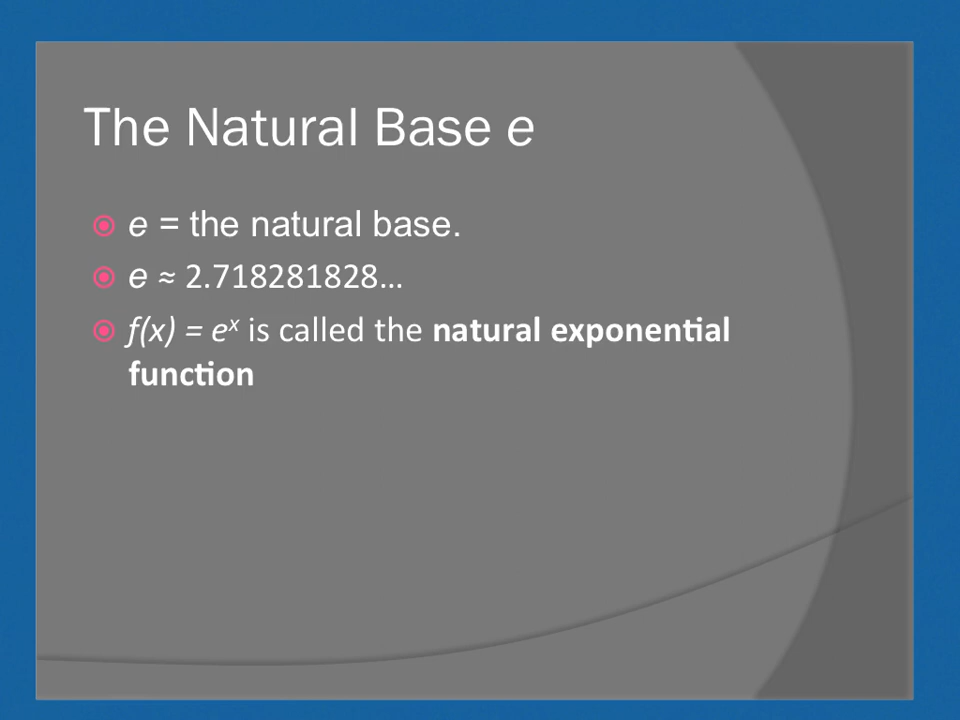 The Natural Base e
e = the natural base.
e ≈ 2.718281828…
f(x) = eˣ is called the natural exponential
function